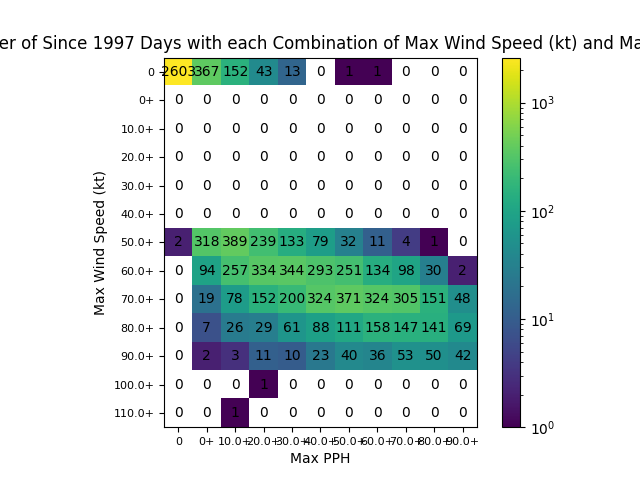 er of Since 1997 Days with each Combination of Max Wind Speed (kt) and Ma
0 2603 367 152 43 13 0 1 1 0 0 0
0+ 0 0 0 0 0 0 0 0 0 0 0
10.0+ 0 0 0 0 0 0 0 0 0 0 0
20.0+ 0 0 0 0 0 0 0 0 0 0 0
30.0+ 0 0 0 0 0 0 0 0 0 0 0
40.0+ 0 0 0 0 0 0 0 0 0 0 0
50.0+ 2 318 389 239 133 79 32 11 4 1 0
60.0+ 0 94 257 334 344 293 251 134 98 30 2
70.0+ 0 19 78 152 200 324 371 324 305 151 48
80.0+ 0 7 26 29 61 88 111 158 147 141 69
90.0+ 0 2 3 11 10 23 40 36 53 50 42
100.0+ 0 0 0 1 0 0 0 0 0 0 0
110.0+ 0 0 1 0 0 0 0 0 0 0 0
0 0+ 10.0+ 20.0+ 30.0+ 40.0+ 50.0+ 60.0+ 70.0+ 80.0+ 90.0+
Max PPH
Max Wind Speed (kt)
10³
10²
10¹
10⁰